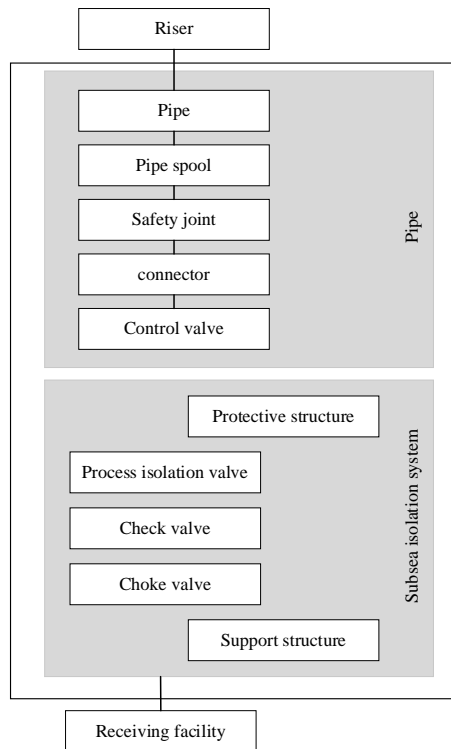 Riser
Pipe
Pipe spool
Safety joint
connector
Control valve
Pipe
Protective structure
Process isolation valve
Check valve
Choke valve
Support structure
Subsea isolation system
Receiving facility